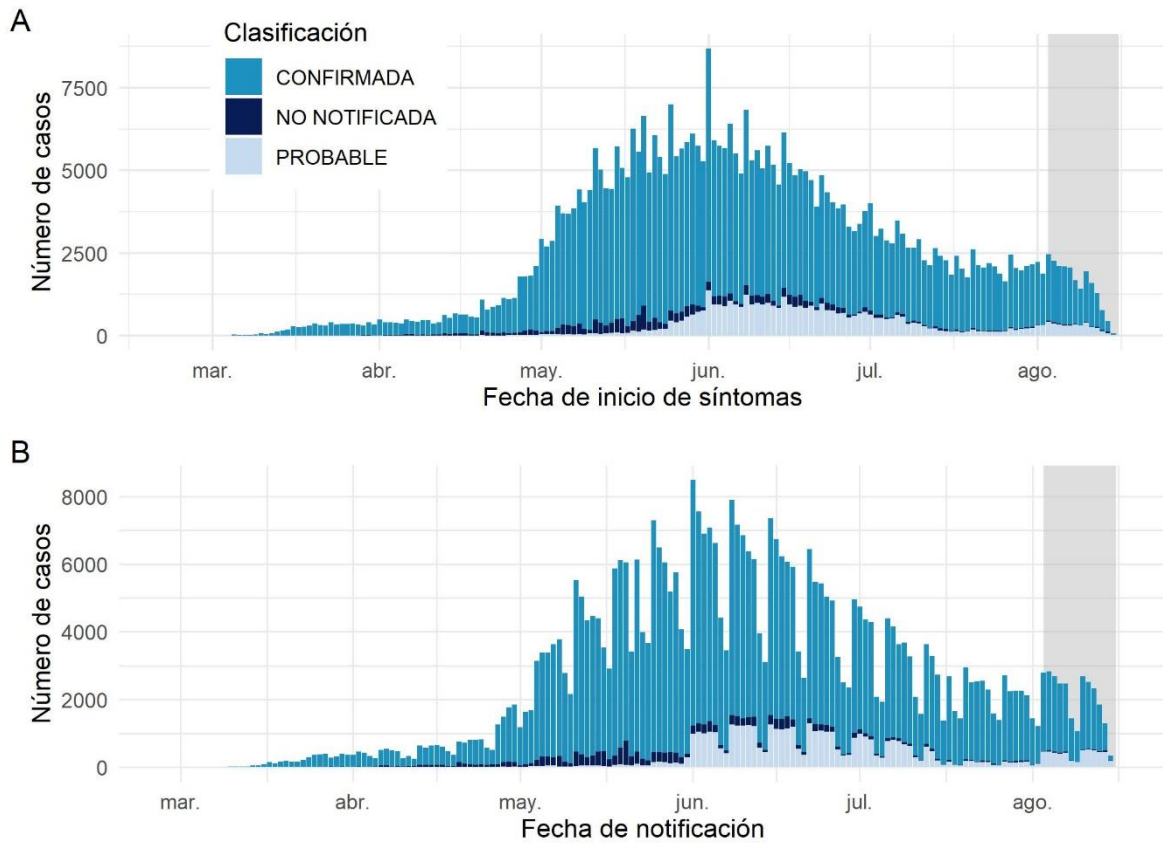 A
Clasificación
CONFIRMADA
NO NOTIFICADA
PROBABLE
Número de casos
7500
5000
2500
0
mar. abr. may. jun. jul. ago.
Fecha de inicio de síntomas
B
Número de casos
8000
6000
4000
2000
0
mar. abr. may. jun. jul. ago.
Fecha de notificación